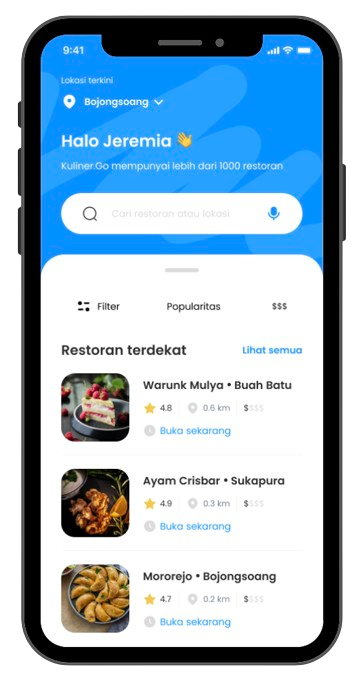 9:41
Lokasi terkini
Bojongsoang
Halo Jeremia 👋
Kuliner.Go mempunyai lebih dari 1000 restoran
Cari restoran atau lokasi
Filter Popularitas $$$
Restoran terdekat Lihat semua
Warunk Mulya • Buah Batu
4.8 0.6 km $$$$
Buka sekarang
Ayam Crisbar • Sukapura
4.9 0.3 km $$$$
Buka sekarang
Mororejo • Bojongsoang
4.7 0.2 km $$$$
Buka sekarang